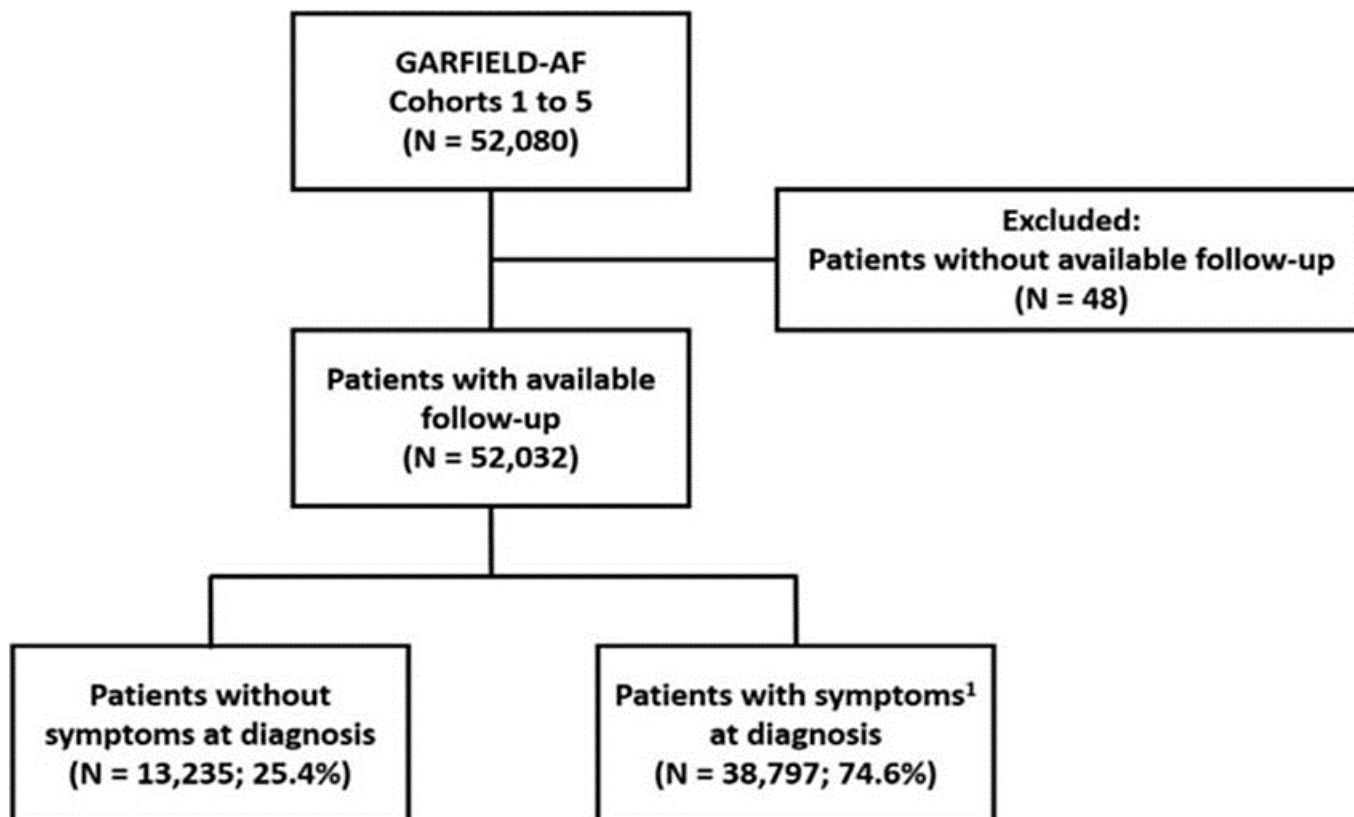 GARFIELD-AF
Cohorts 1 to 5
(N = 52,080)
Excluded:
Patients without available follow-up
(N = 48)
Patients with available
follow-up
(N = 52,032)
Patients without
symptoms at diagnosis
(N = 13,235; 25.4%)
Patients with symptoms¹
at diagnosis
(N = 38,797; 74.6%)